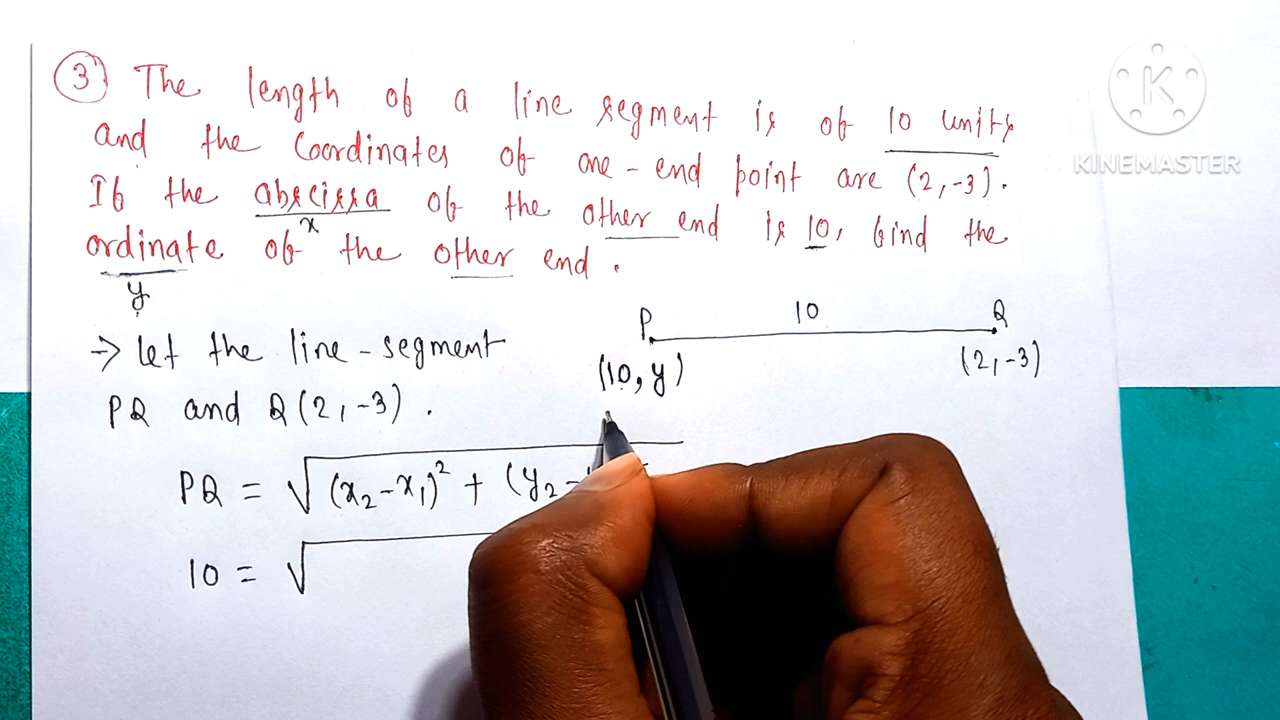 ③ The length of a line segment is of 10 units
and the Coordinates of one-end point are (2,-3).
If the abscissa of the other end is 10, find the
x
ordinate of the other end.
y
P 10 Q
(10, y) (2,-3)
→ Let the line-segment
PQ and Q(2,-3).
PQ = √(x₂-x₁)² + (y₂-
10 = √
K
KINEMASTER